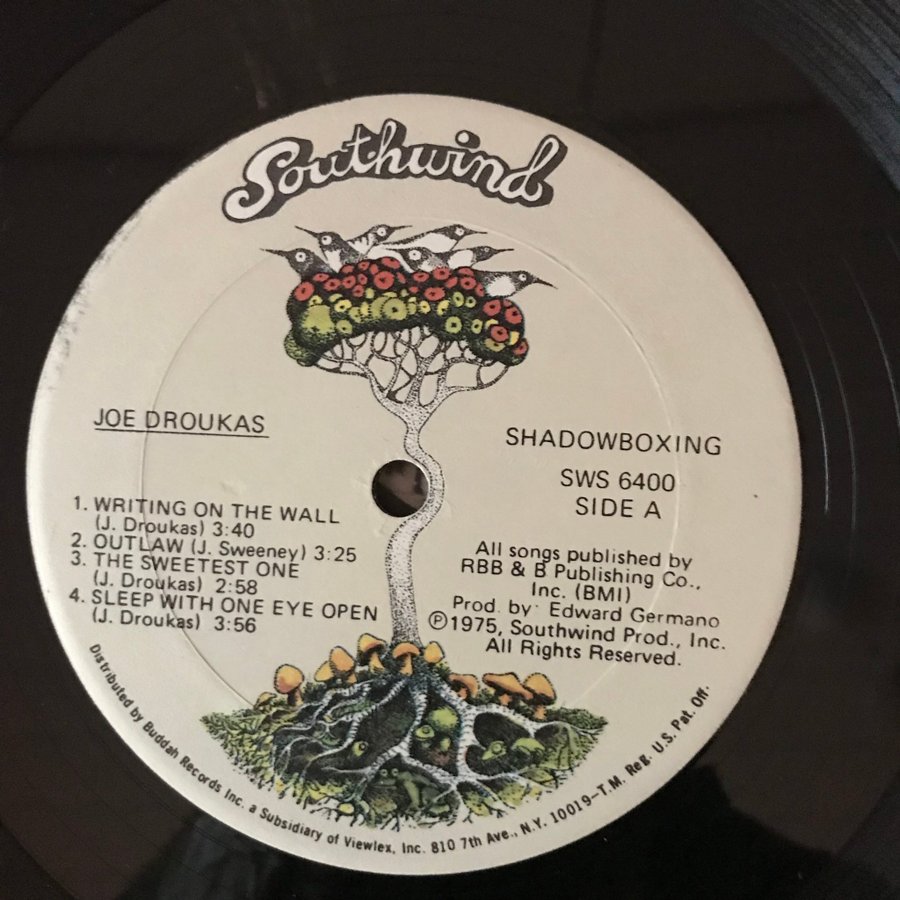 Southwind
JOE DROUKAS
SHADOWBOXING
SWS 6400
SIDE A
1. WRITING ON THE WALL
(J. Droukas) 3:40
2. OUTLAW (J. Sweeney) 3:25
3. THE SWEETEST ONE
(J. Droukas) 2:58
4. SLEEP WITH ONE EYE OPEN
(J. Droukas) 3:56
All songs published by
RBB & B Publishing Co.,
Inc. (BMI)
Prod. by Edward Germano
℗1975, Southwind Prod., Inc.
All Rights Reserved.
Distributed by Buddah Records Inc. a Subsidiary of Viewlex, Inc. 810 7th Ave., N.Y. 10019–T.M. Reg. U.S. Pat. Off.